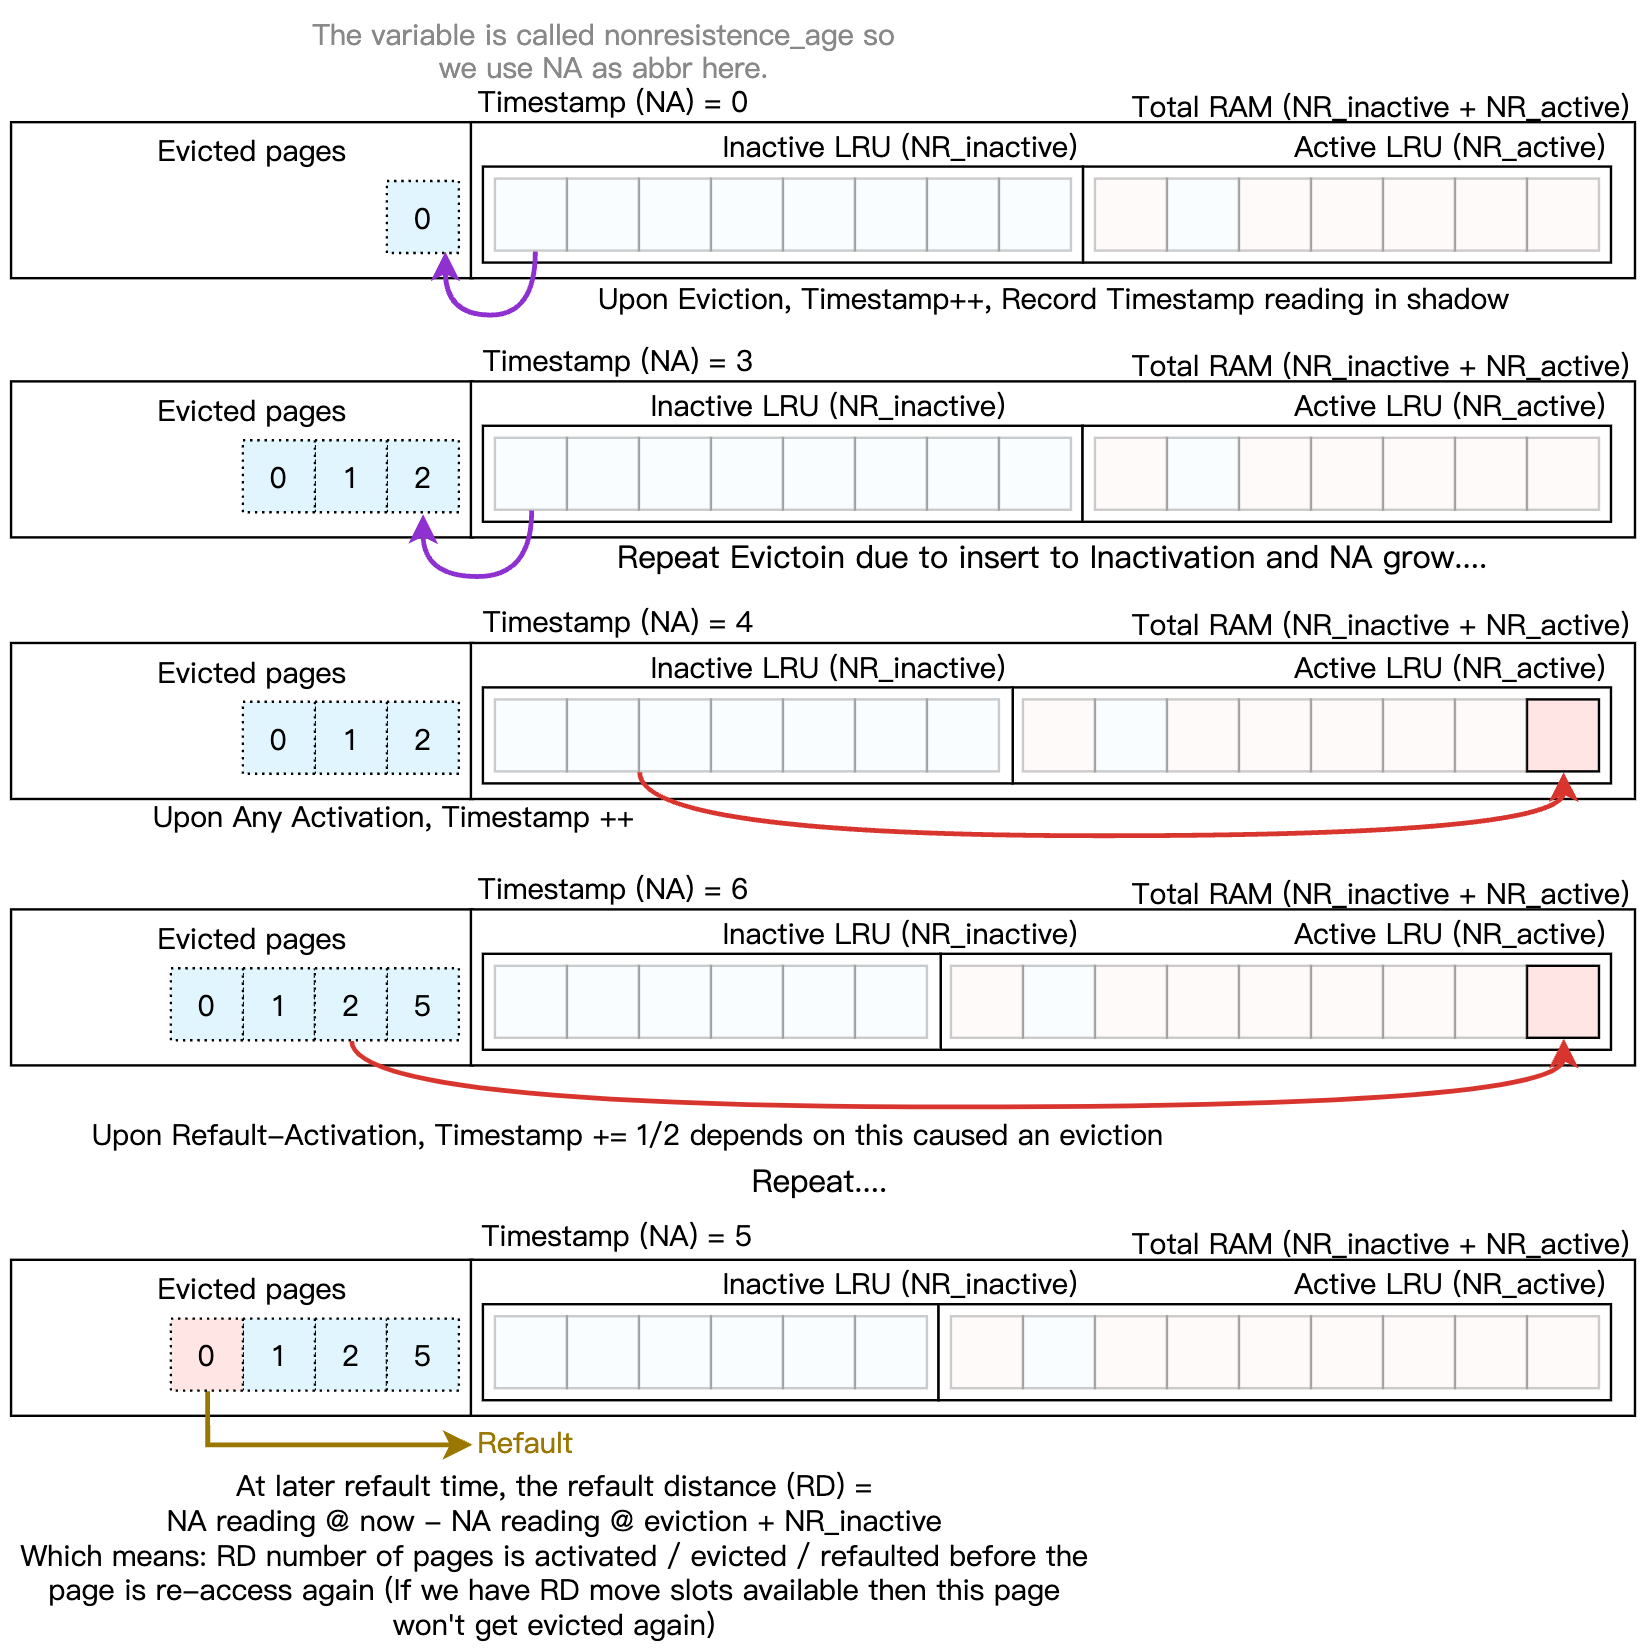 The variable is called nonresistence_age so
we use NA as abbr here.
Timestamp (NA) = 0
Total RAM (NR_inactive + NR_active)
Evicted pages
Inactive LRU (NR_inactive)
Active LRU (NR_active)
0
Upon Eviction, Timestamp++, Record Timestamp reading in shadow
Timestamp (NA) = 3
Total RAM (NR_inactive + NR_active)
Evicted pages
Inactive LRU (NR_inactive)
Active LRU (NR_active)
0 1 2
Repeat Evictoin due to insert to Inactivation and NA grow....
Timestamp (NA) = 4
Total RAM (NR_inactive + NR_active)
Evicted pages
Inactive LRU (NR_inactive)
Active LRU (NR_active)
0 1 2
Upon Any Activation, Timestamp ++
Timestamp (NA) = 6
Total RAM (NR_inactive + NR_active)
Evicted pages
Inactive LRU (NR_inactive)
Active LRU (NR_active)
0 1 2 5
Upon Refault-Activation, Timestamp += 1/2 depends on this caused an eviction
Repeat....
Timestamp (NA) = 5
Total RAM (NR_inactive + NR_active)
Evicted pages
Inactive LRU (NR_inactive)
Active LRU (NR_active)
0 1 2 5
Refault
At later refault time, the refault distance (RD) =
NA reading @ now - NA reading @ eviction + NR_inactive
Which means: RD number of pages is activated / evicted / refaulted before the
page is re-access again (If we have RD move slots available then this page
won't get evicted again)